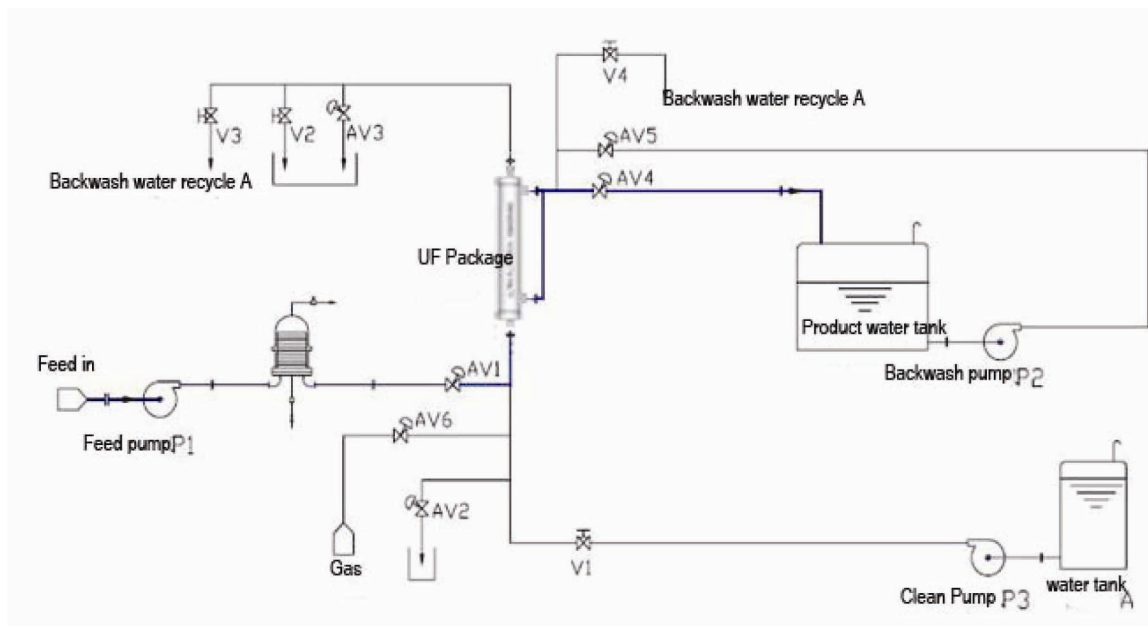 V4
Backwash water recycle A
V3
V2
AV3
Backwash water recycle A
AV5
AV4
UF Package
Product water tank
Backwash pump:P2
Feed in
AV1
Feed pump.P1
AV6
AV2
Gas
V1
Clean Pump .P3
water tank
A